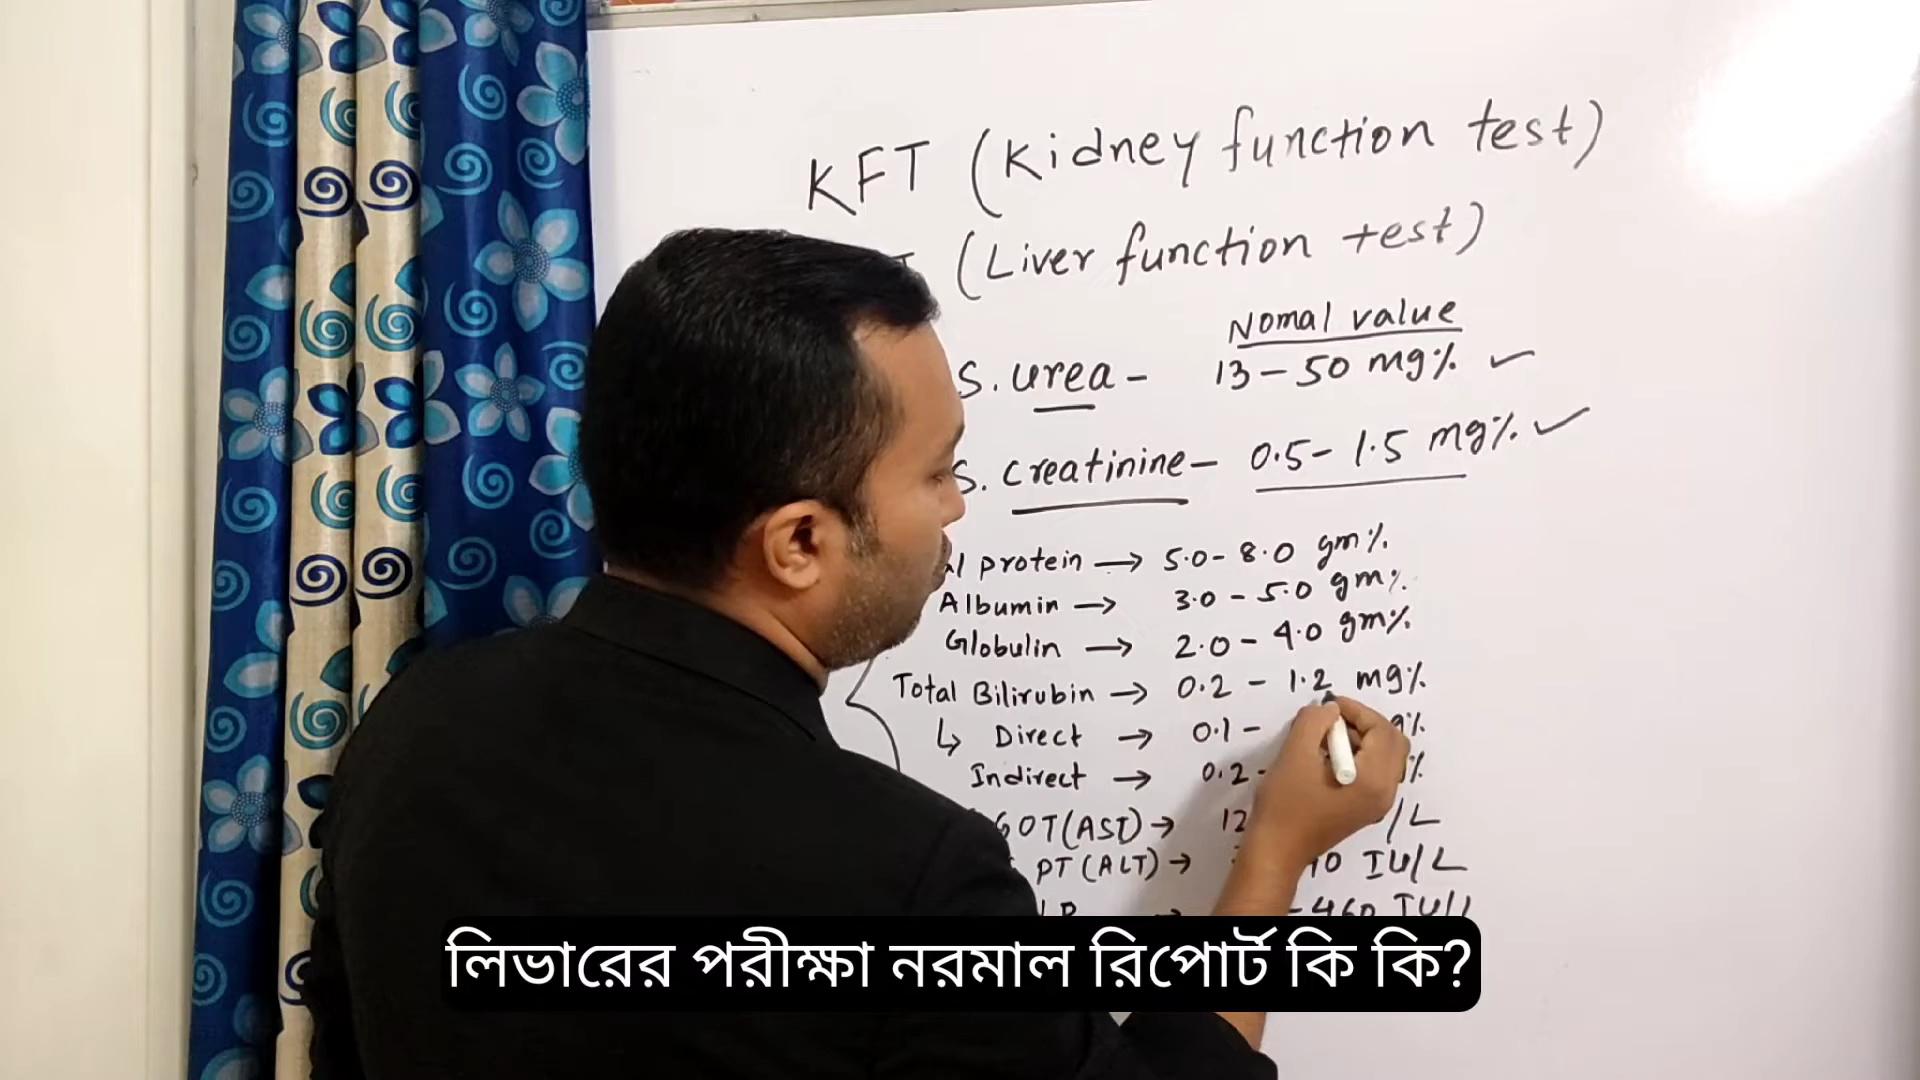 KFT (Kidney function test)
(Liver function test)
Nomal value
S. urea - 13 - 50 mg%
S. creatinine - 0.5 - 1.5 mg%
protein → 5.0 - 8.0 gm%
Albumin → 3.0 - 5.0 gm%
Globulin → 2.0 - 4.0 gm%
Total Bilirubin → 0.2 - 1.2 mg%
↳ Direct → 0.1 -
Indirect → 0.2 -
GOT(AST) → 12 /L
PT(ALT) → IU/L
- 460 IU/L
লিভারের পরীক্ষা নরমাল রিপোর্ট কি কি?